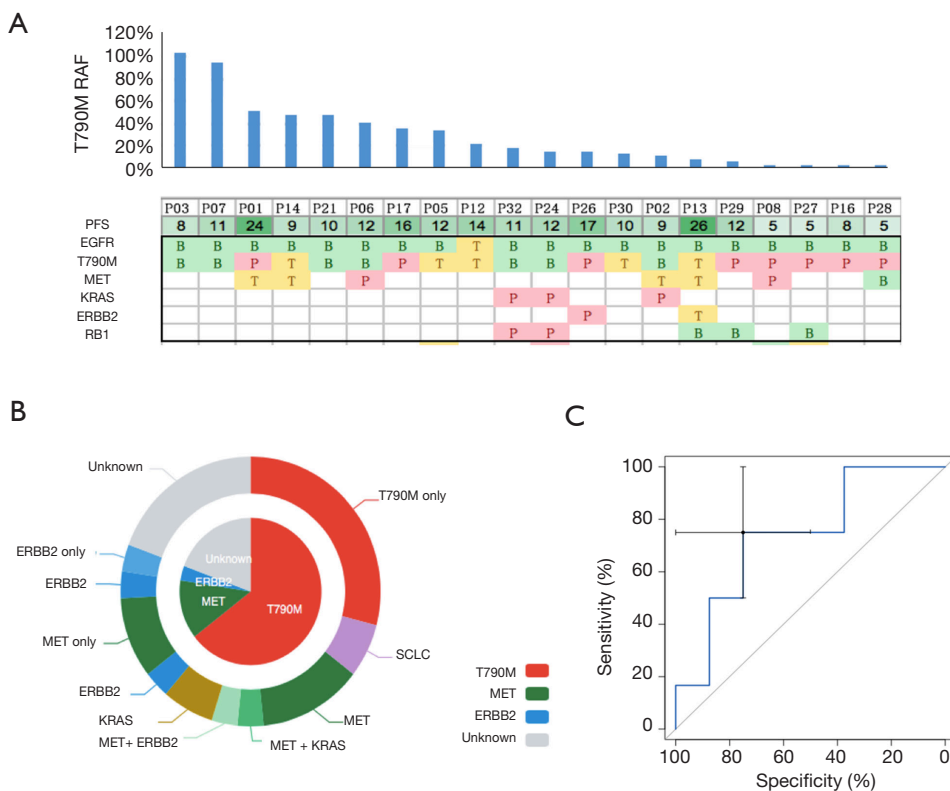 A
T790M RAF
120%
100%
80%
60%
40%
20%
0%
P03 P07 P01 P14 P21 P06 P17 P05 P12 P32 P24 P26 P30 P02 P13 P29 P08 P27 P16 P28
PFS 8 11 24 9 10 12 16 12 14 11 12 17 10 9 26 12 5 5 8 5
EGFR B B B B B B B B T B B B B B B B B B B B
T790M B B P T B B P T T B B P T B T P P P P P
MET T T P T T P B
KRAS P P P
ERBB2 P T
RB1 P P B B B
B
Unknown
T790M only
ERBB2 only
ERBB2
MET only
ERBB2
KRAS
MET+ ERBB2
MET + KRAS
MET
SCLC
Unknown
ERBB2
MET
T790M
T790M
MET
ERBB2
Unknown
C
Sensitivity (%)
100
80
60
40
20
0
100 80 60 40 20 0
Specificity (%)